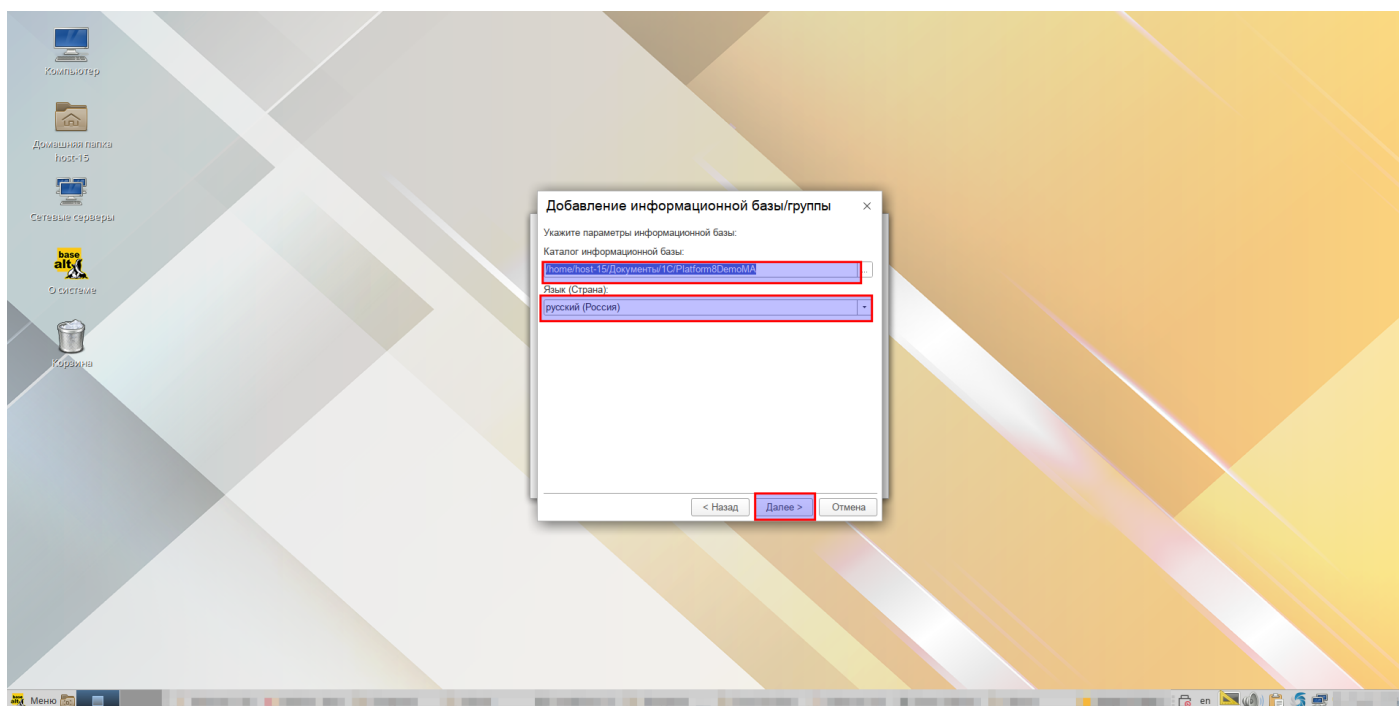 Компьютер
Домашняя папка
host-15
Сетевые серверы
base
alt
О системе
Корзина
Добавление информационной базы/группы
Укажите параметры информационной базы:
Каталог информационной базы:
/home/host-15/Документы/1C/Platform8DemoMA
...
Язык (Страна):
русский (Россия)
< Назад
Далее >
Отмена
Меню
en